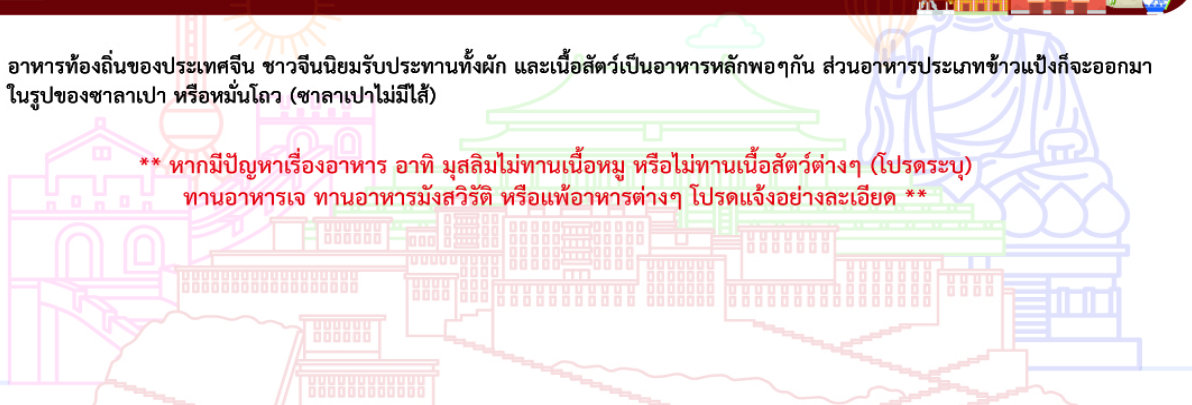 อาหารท้องถิ่นของประเทศจีน ชาวจีนนิยมรับประทานทั้งผัก และเนื้อสัตว์เป็นอาหารหลักพอๆกัน ส่วนอาหารประเภทข้าวแป้งก็จะออกมา
ในรูปของซาลาเปา หรือหมั่นโถว (ซาลาเปาไม่มีไส้)
** หากมีปัญหาเรื่องอาหาร อาทิ มุสลิมไม่ทานเนื้อหมู หรือไม่ทานเนื้อสัตว์ต่างๆ (โปรดระบุ)
ทานอาหารเจ ทานอาหารมังสวิรัติ หรือแพ้อาหารต่างๆ โปรดแจ้งอย่างละเอียด **